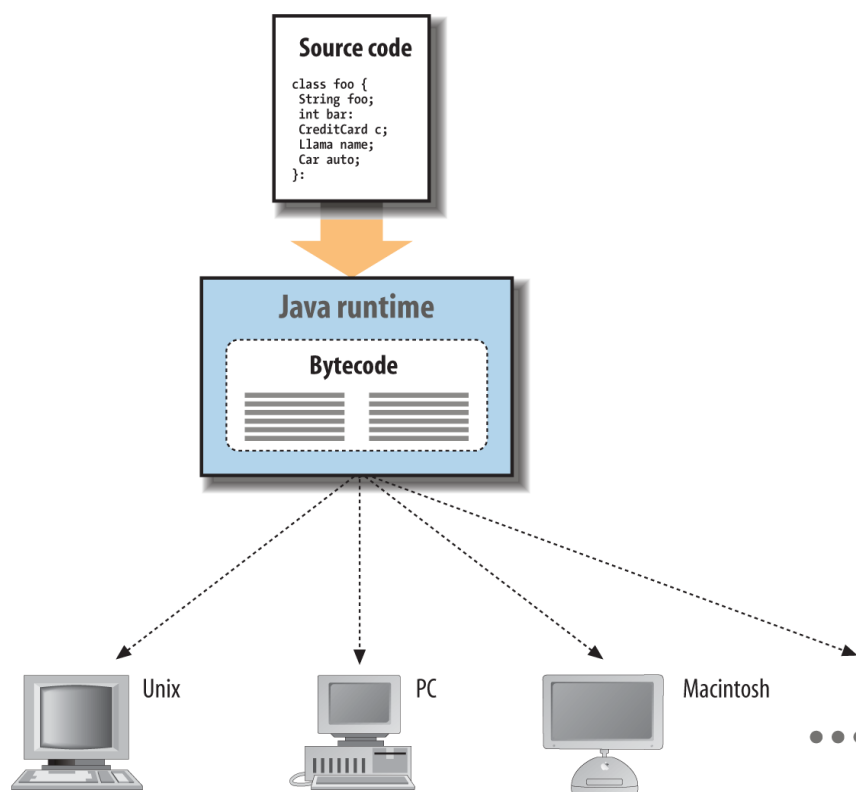 Source code
class foo {
String foo;
int bar:
CreditCard c;
Llama name;
Car auto;
}:
Java runtime
Bytecode
Unix
PC
Macintosh